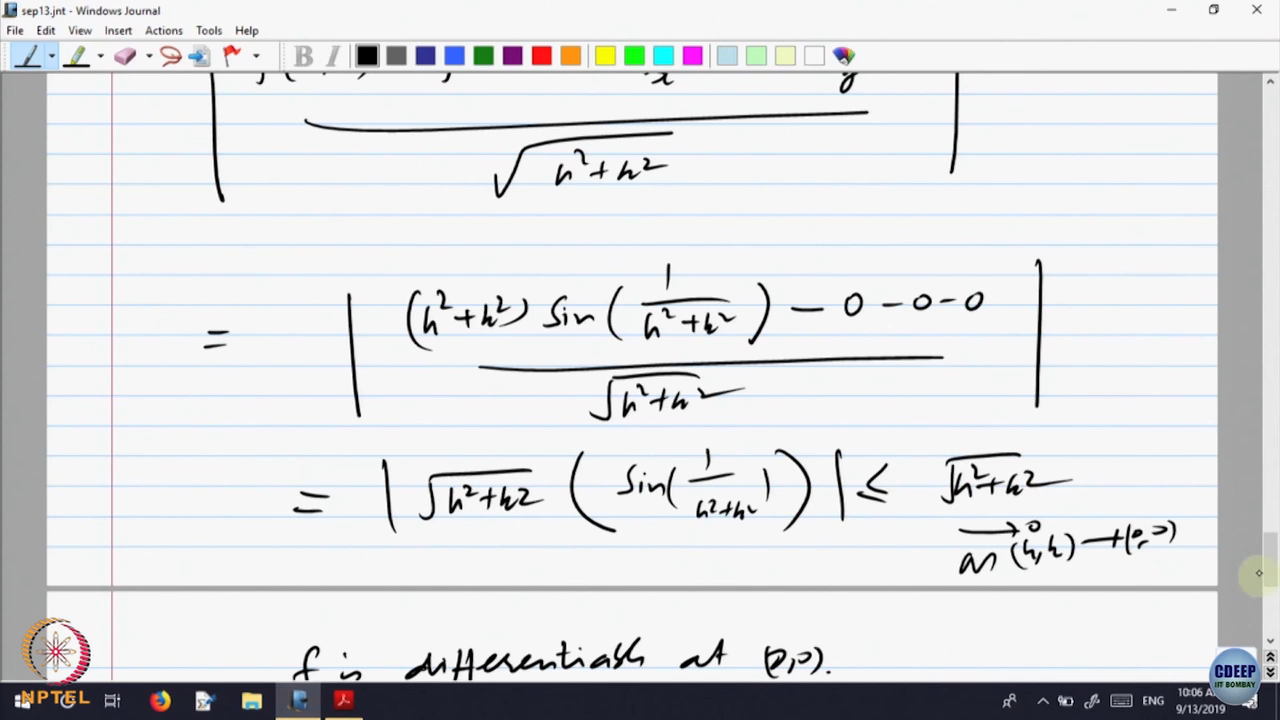 sep13.jnt - Windows Journal
File Edit View Insert Actions Tools Help
B I
x y
√(h²+k²)
= | (h²+k²) sin( 1/(h²+k²) ) - 0 - 0 - 0 |
√(h²+k²)
= | √(h²+k²) ( sin( 1/(h²+k²) ) ) | ≤ √(h²+k²)
→ 0
as (h,k) → (0,0)
f is differentiable at (0,0).
NPTEL
CDEEP
IIT BOMBAY
ENG
10:06 A
9/13/2019